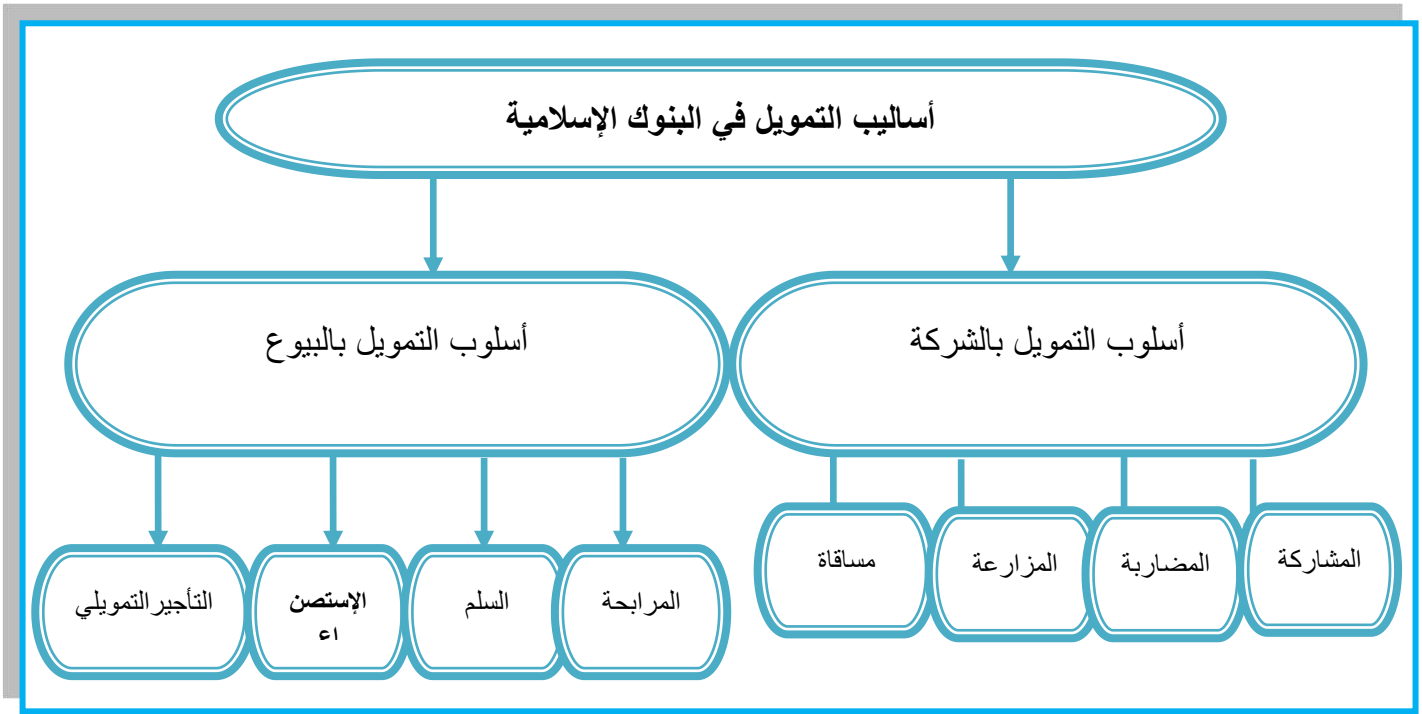 أساليب التمويل في البنوك الإسلامية
أسلوب التمويل بالشركة
أسلوب التمويل بالبيوع
المشاركة
المضاربة
المزارعة
مساقاة
المرابحة
السلم
الإستصن
اع
التأجيرالتمويلي